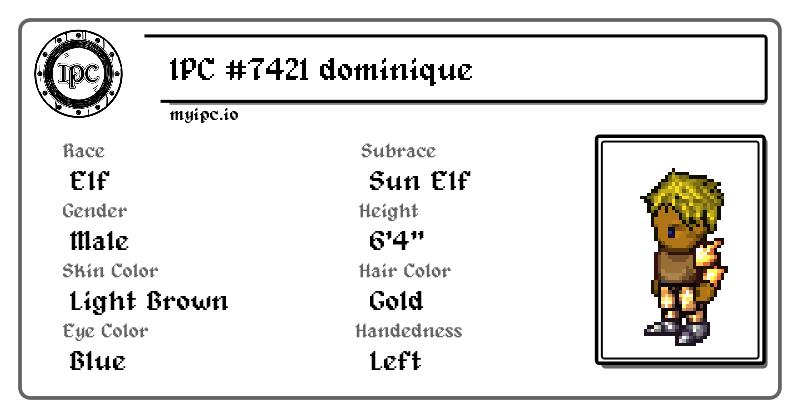 IPC
IPC #7421 dominique
myipc.io
Race
Elf
Subrace
Sun Elf
Gender
Male
Height
6'4"
Skin Color
Light Brown
Hair Color
Gold
Eye Color
Blue
Handedness
Left